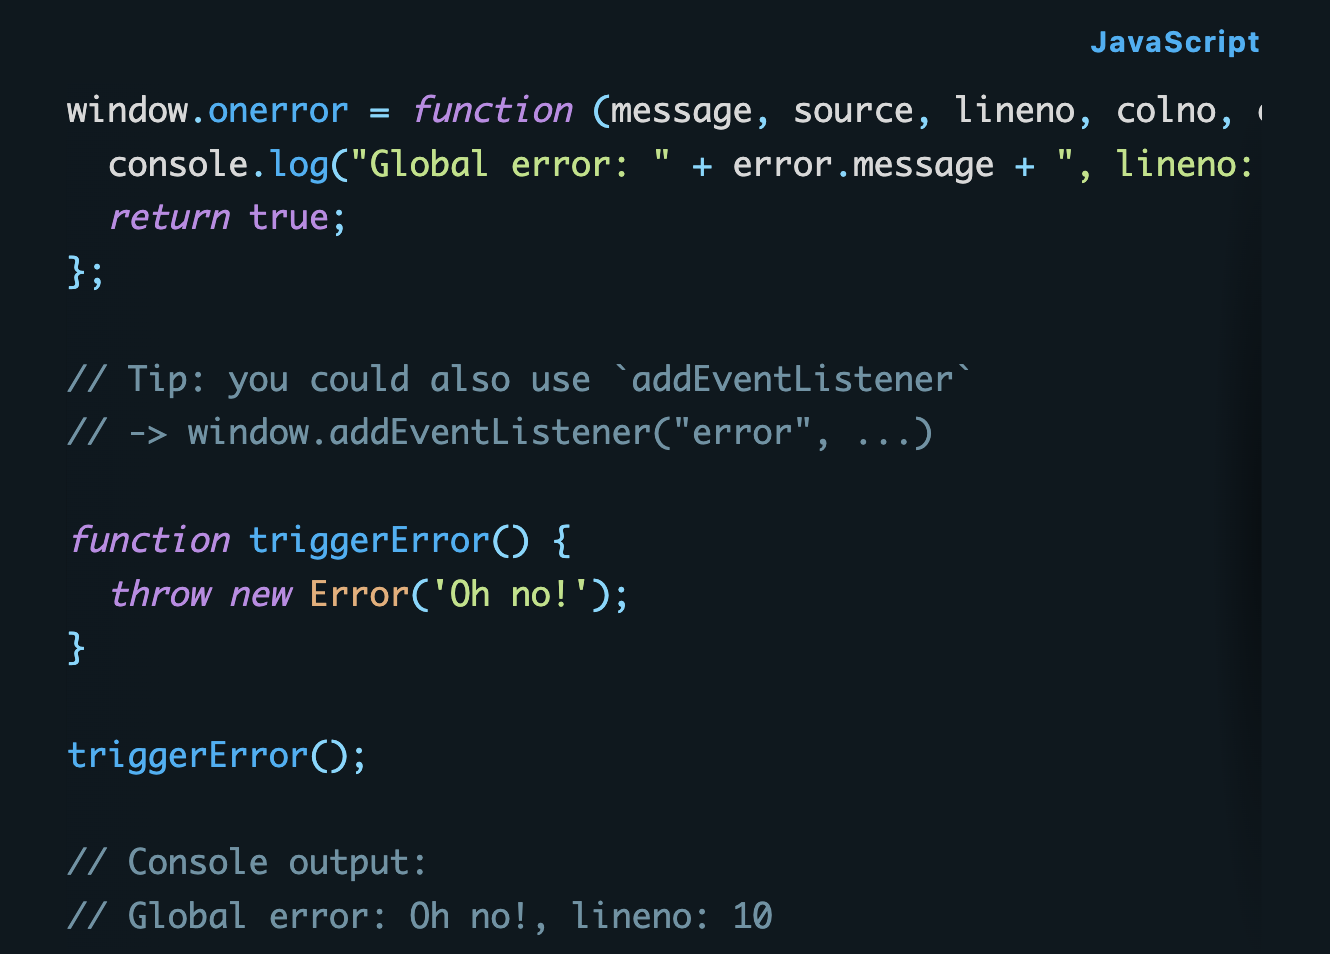 JavaScript
window.onerror = function (message, source, lineno, colno,
  console.log("Global error: " + error.message + ", lineno:
  return true;
};
// Tip: you could also use `addEventListener`
// -> window.addEventListener("error", ...)
function triggerError() {
  throw new Error('Oh no!');
}
triggerError();
// Console output:
// Global error: Oh no!, lineno: 10